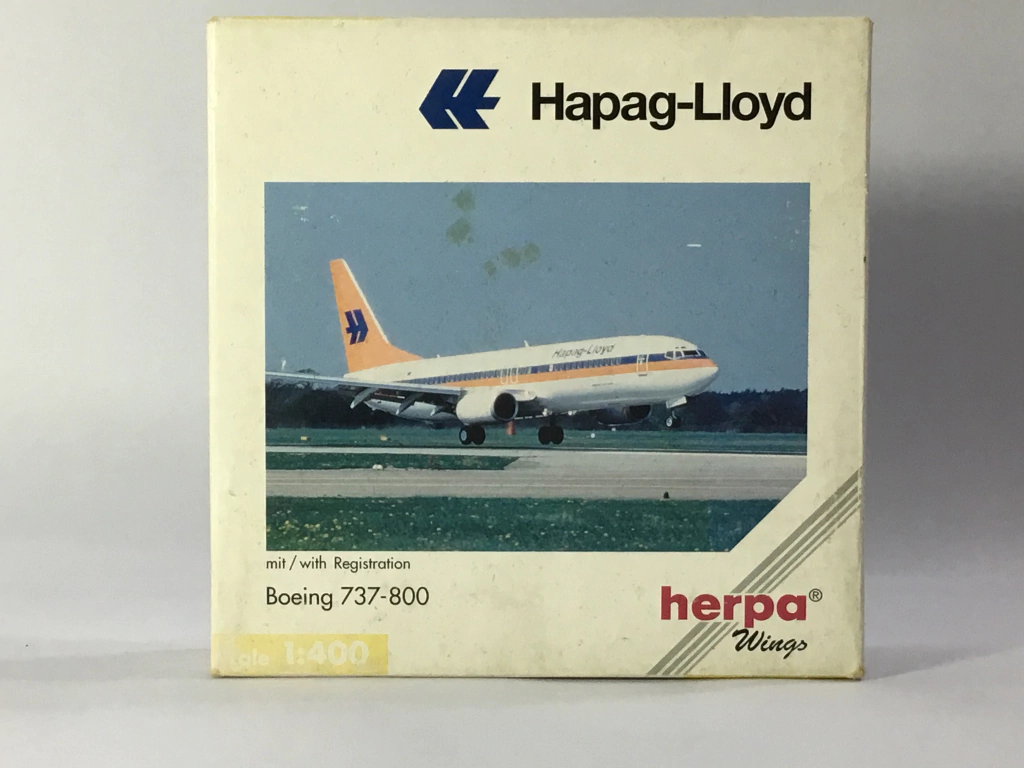 Hapag-Lloyd
Hapag-Lloyd
mit / with Registration
Boeing 737-800
herpa®
Wings
1:400